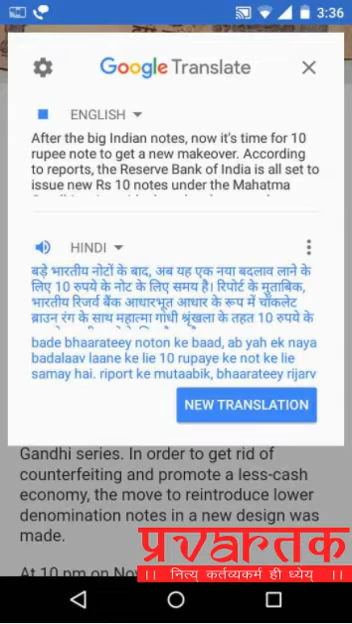 3:36
Google Translate
ENGLISH
After the big Indian notes, now it's time for 10
rupee note to get a new makeover. According
to reports, the Reserve Bank of India is all set to
issue new Rs 10 notes under the Mahatma
HINDI
बड़े भारतीय नोटों के बाद, अब यह एक नया बदलाव लाने के
लिए 10 रुपये के नोट के लिए समय है। रिपोर्ट के मुताबिक,
भारतीय रिजर्व बैंक आधारभूत आधार के रूप में चॉकलेट
ब्राउन रंग के साथ महात्मा गांधी श्रृंखला के तहत 10 रुपये के
bade bhaarateey noton ke baad, ab yah ek naya
badalaav laane ke lie 10 rupaye ke not ke lie
samay hai. riport ke mutaabik, bhaarateey rijarv
NEW TRANSLATION
Gandhi series. In order to get rid of
counterfeiting and promote a less-cash
economy, the move to reintroduce lower
denomination notes in a new design was
made.
At 10 pm on Nov
प्रvartak
।। नित्य् कर्तव्यकर्म ही ध्येय् ।।